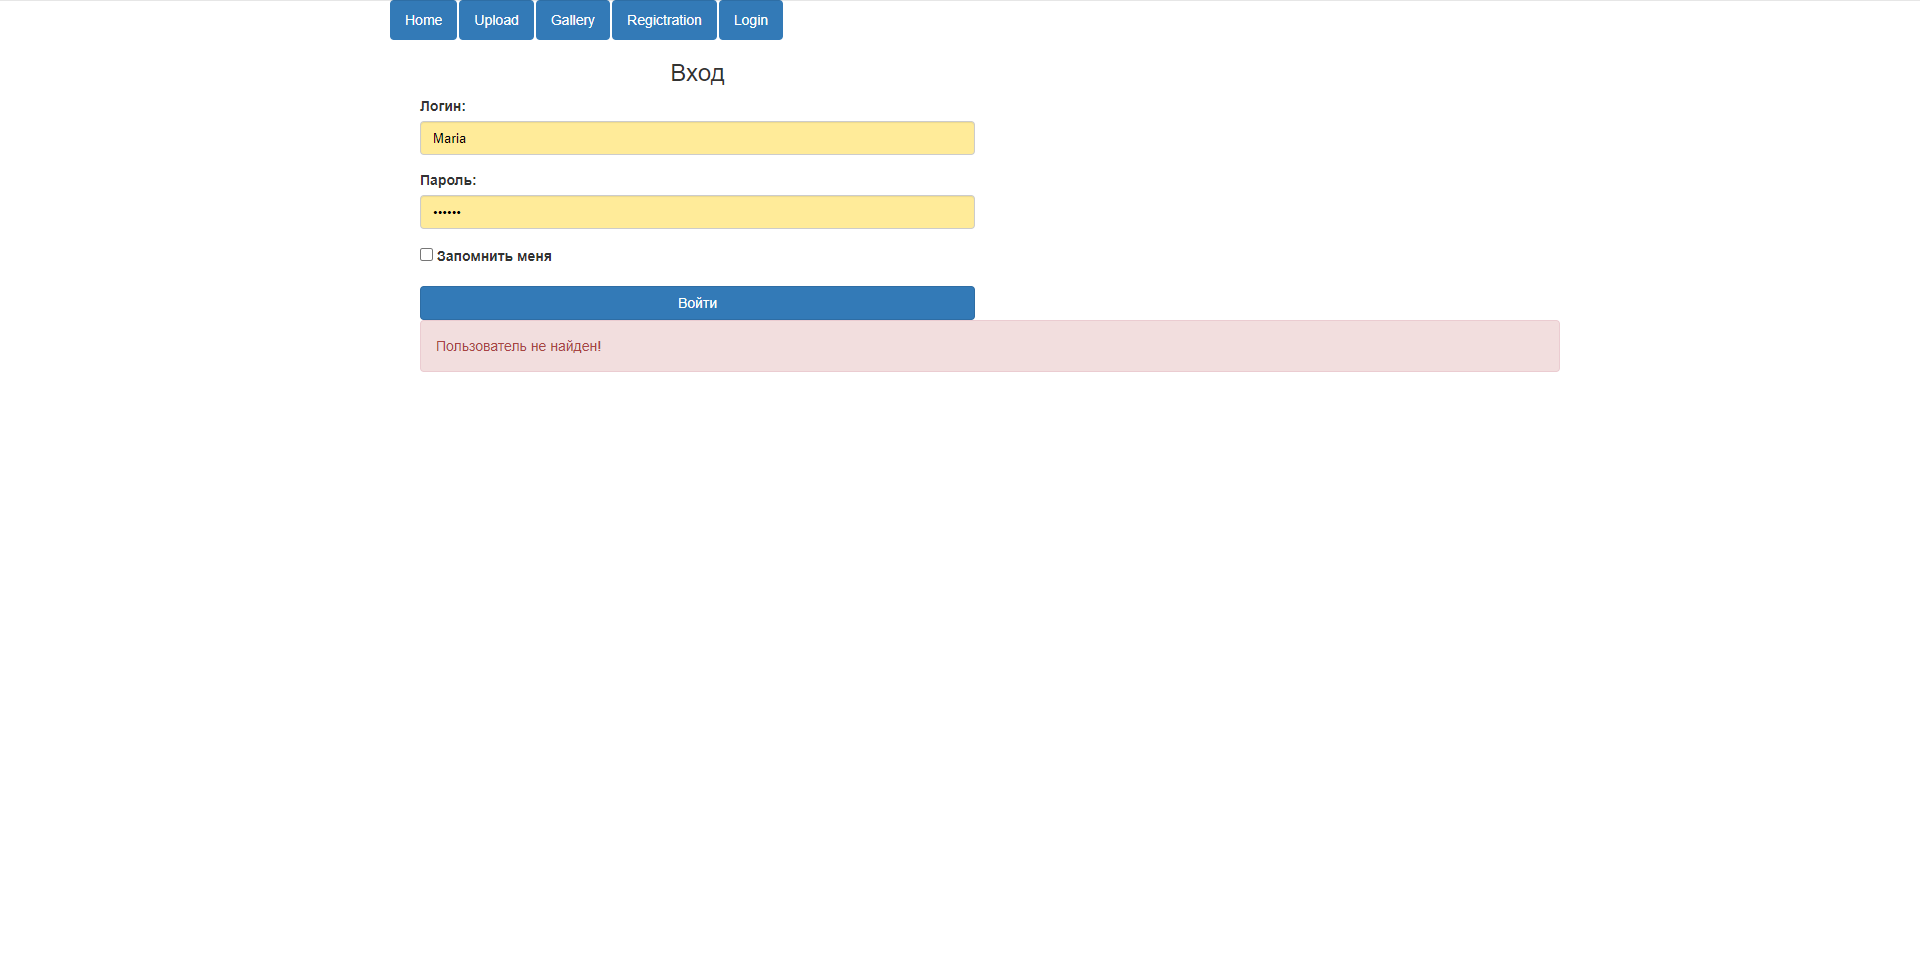 Home Upload Gallery Regictration Login
Вход
Логин:
Maria
Пароль:
••••••
Запомнить меня
Войти
Пользователь не найден!